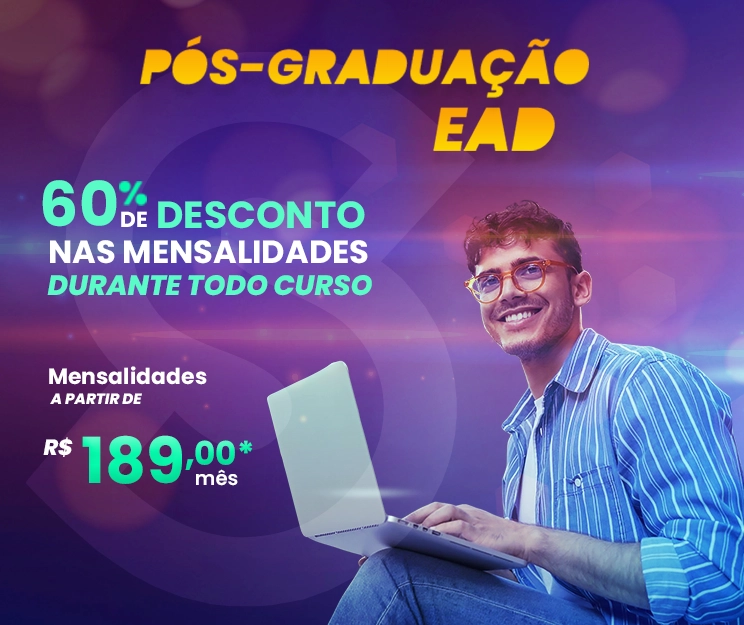 PÓS-GRADUAÇÃO
EAD
60% DE DESCONTO
NAS MENSALIDADES
DURANTE TODO CURSO
Mensalidades
A PARTIR DE
R$ 189,00*
mês